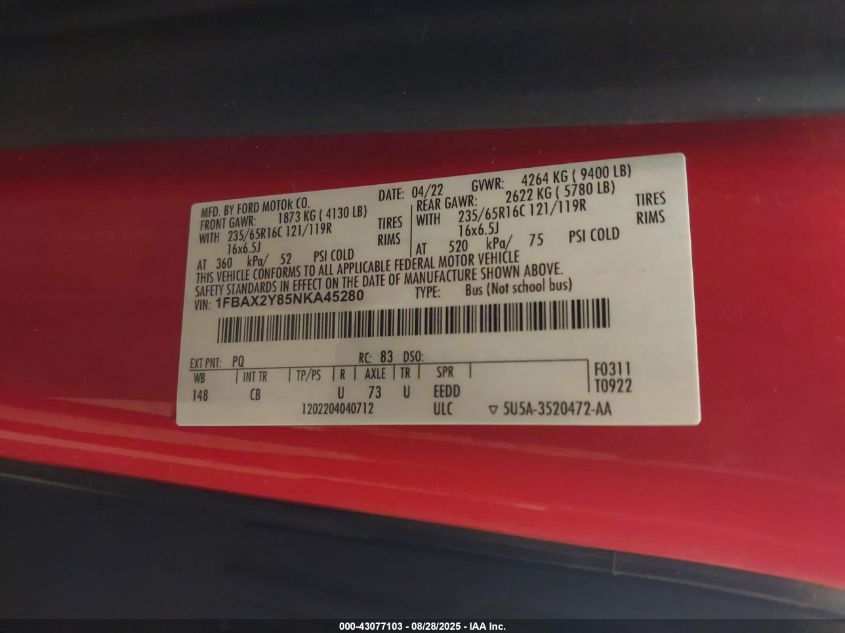 MFD. BY FORD MOTOR CO. DATE: 04/22 GVWR: 4264 KG ( 9400 LB)
FRONT GAWR: 1873 KG ( 4130 LB) REAR GAWR: 2622 KG ( 5780 LB)
WITH 235/65R16C 121/119R TIRES WITH 235/65R16C 121/119R TIRES
16x6.5J RIMS 16x6.5J RIMS
AT 360 kPa/ 52 PSI COLD AT 520 kPa/ 75 PSI COLD
THIS VEHICLE CONFORMS TO ALL APPLICABLE FEDERAL MOTOR VEHICLE
SAFETY STANDARDS IN EFFECT ON THE DATE OF MANUFACTURE SHOWN ABOVE.
VIN: 1FBAX2Y85NKA45280 TYPE: Bus (Not school bus)
EXT PNT: PQ RC: 83 DSO:
WB INT TR TP/PS R AXLE TR SPR F0311
148 CB U 73 U EEDD T0922
1202204040712 ULC ▽ 5U5A-3520472-AA
000-43077103 - 08/28/2025 - IAA Inc.